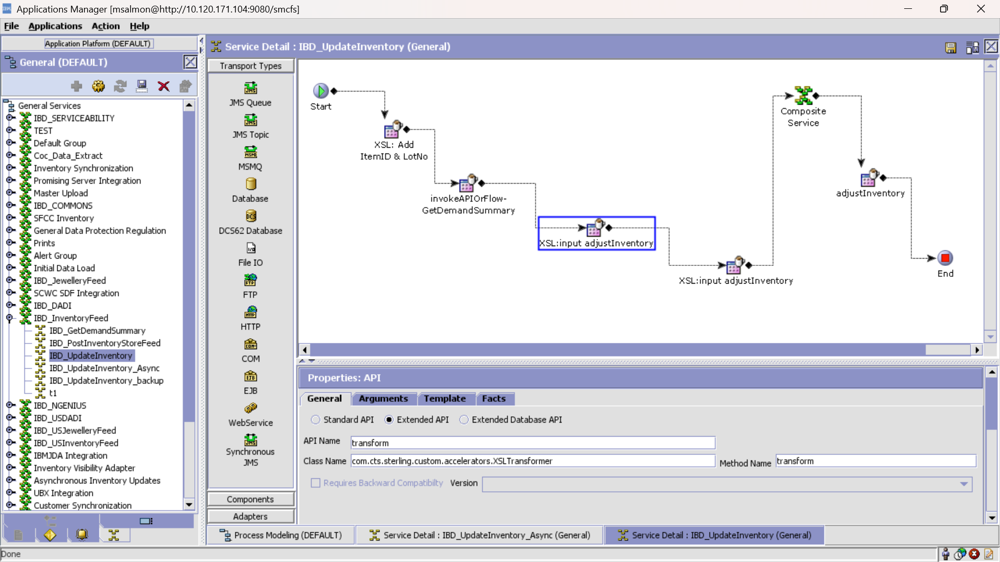 Applications Manager [msalmon@http://10.120.171.104:9080/smcfs]
File Applications Action Help
Application Platform (DEFAULT)
General (DEFAULT)
General Services
IBD_SERVICEABILITY
TEST
Default Group
Coc_Data_Extract
Inventory Synchronization
Promising Server Integration
Master Upload
IBD_COMMONS
SFCC Inventory
General Data Protection Regulation
Prints
Alert Group
Initial Data Load
IBD_JewelleryFeed
SCWC SDF Integration
IBD_DADI
IBD_InventoryFeed
IBD_GetDemandSummary
IBD_PostInventoryStoreFeed
IBD_UpdateInventory
IBD_UpdateInventory_Async
IBD_UpdateInventory_backup
t1
IBD_NGENIUS
IBD_USDADI
IBD_USJewelleryFeed
IBD_USInventoryFeed
IBMJDA Integration
Inventory Visibility Adapter
Asynchronous Inventory Updates
UBX Integration
Customer Synchronization
Service Detail : IBD_UpdateInventory (General)
Transport Types
JMS Queue
JMS Topic
MSMQ
Database
DCS62 Database
File IO
FTP
HTTP
COM
EJB
WebService
Synchronous
JMS
Components
Adapters
Start
XSL: Add
ItemID & LotNo
invokeAPIOrFlow-
GetDemandSummary
XSL:input adjustInventory
XSL:input adjustInventory
Composite
Service
adjustInventory
End
Properties: API
General Arguments Template Facts
Standard API Extended API Extended Database API
API Name transform
Class Name com.cts.sterling.custom.accelerators.XSLTransformer Method Name transform
Requires Backward Compatibilty Version
Process Modeling (DEFAULT) Service Detail : IBD_UpdateInventory_Async (General) Service Detail : IBD_UpdateInventory (General)
Done